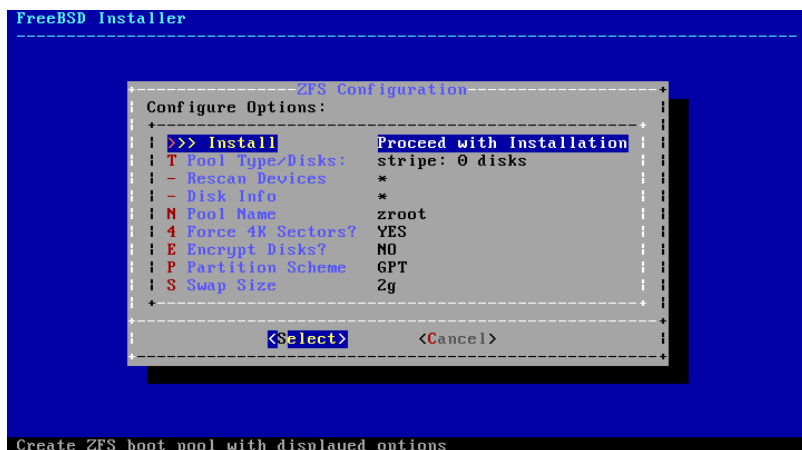 FreeBSD Installer
ZFS Configuration
Configure Options:
>>> Install Proceed with Installation
T Pool Type/Disks: stripe: 0 disks
- Rescan Devices *
- Disk Info *
N Pool Name zroot
4 Force 4K Sectors? YES
E Encrypt Disks? NO
P Partition Scheme GPT
S Swap Size 2g
<Select> <Cancel>
Create ZFS boot pool with displayed options